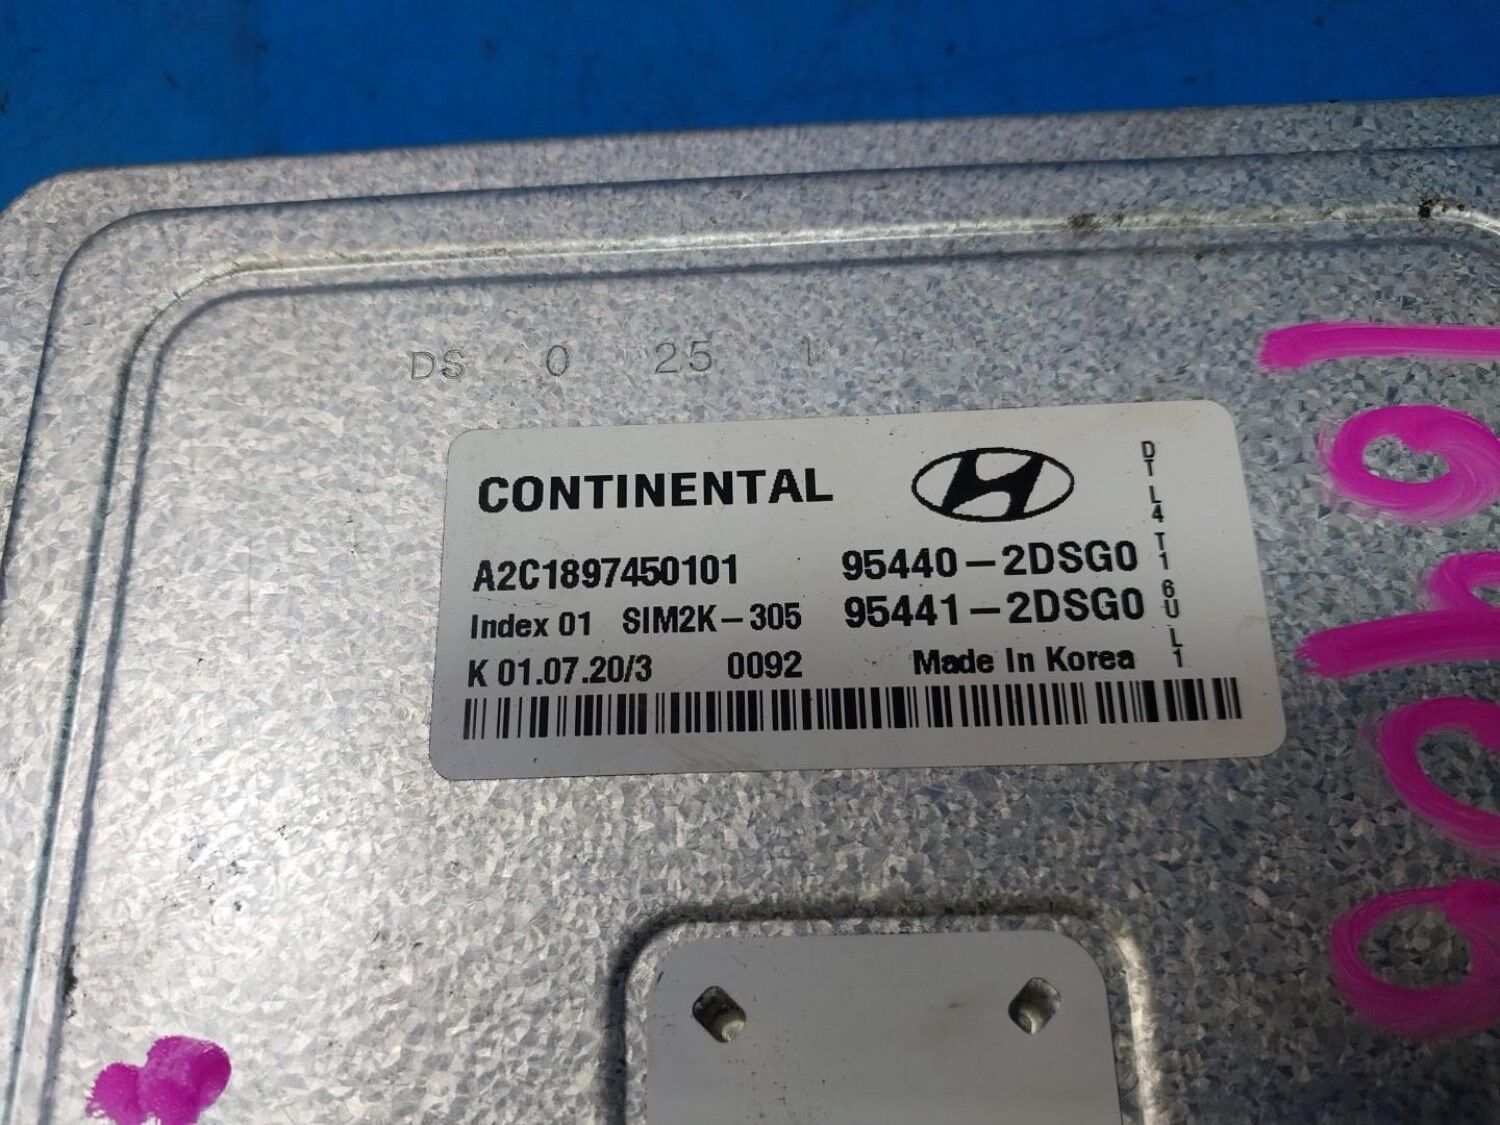 DS 0 25 1
CONTINENTAL
A2C1897450101 95440-2DSG0
Index 01 SIM2K-305 95441-2DSG0
K 01.07.20/3 0092 Made In Korea
DT L4 T1 6U L1